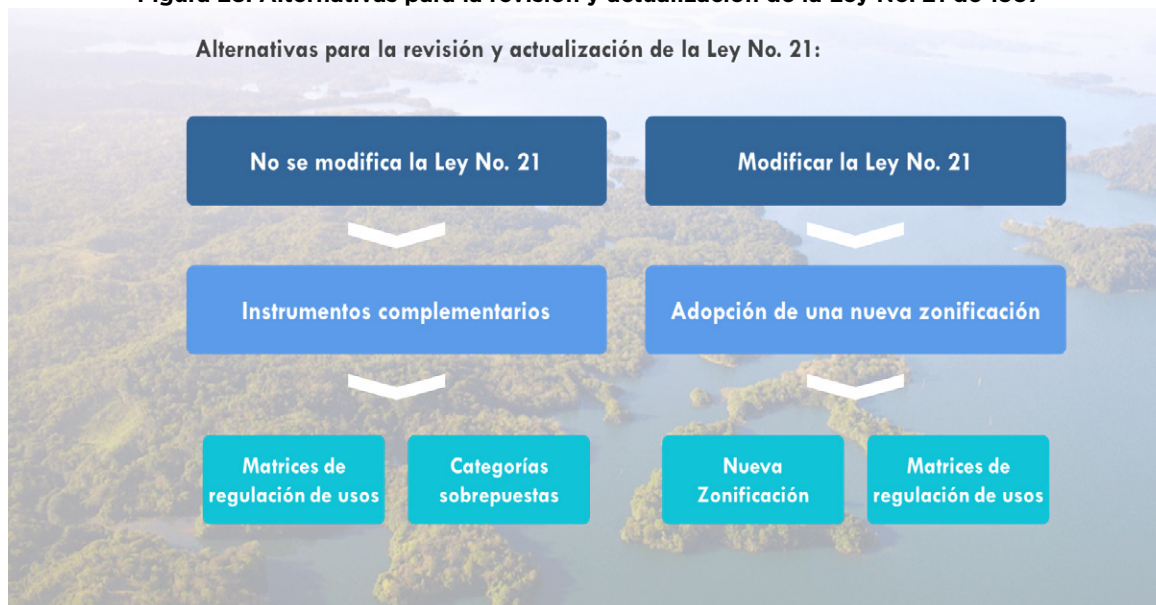 Alternativas para la revisión y actualización de la Ley No. 21:
No se modifica la Ley No. 21
Modificar la Ley No. 21
Instrumentos complementarios
Adopción de una nueva zonificación
Matrices de
regulación de usos
Categorías
sobrepuestas
Nueva
Zonificación
Matrices de
regulación de usos